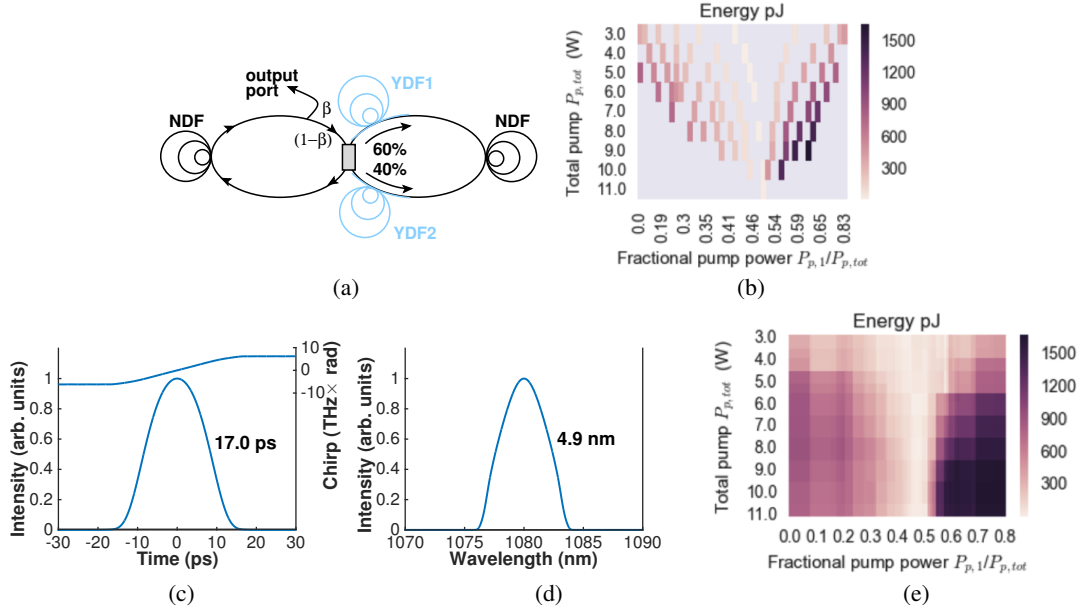 output
port
β
(1−β)
NDF
YDF1
60%
40%
YDF2
NDF
(a)
Energy pJ
Total pump P_{p,tot} (W)
3.0
4.0
5.0
6.0
7.0
8.0
9.0
10.0
11.0
0.0
0.19
0.3
0.35
0.41
0.46
0.54
0.59
0.65
0.83
Fractional pump power P_{p,1}/P_{p,tot}
1500
1200
900
600
300
(b)
Intensity (arb. units)
1
0.8
0.6
0.4
0.2
0
-30 -20 -10 0 10 20 30
Time (ps)
17.0 ps
10
0
-10
Chirp (THz × rad)
(c)
Intensity (arb. units)
1
0.8
0.6
0.4
0.2
0
1070 1075 1080 1085 1090
Wavelength (nm)
4.9 nm
(d)
Energy pJ
Total pump P_{p,tot} (W)
3.0
4.0
5.0
6.0
7.0
8.0
9.0
10.0
11.0
0.0 0.1 0.2 0.3 0.4 0.5 0.6 0.7 0.8
Fractional pump power P_{p,1}/P_{p,tot}
1500
1200
900
600
300
(e)